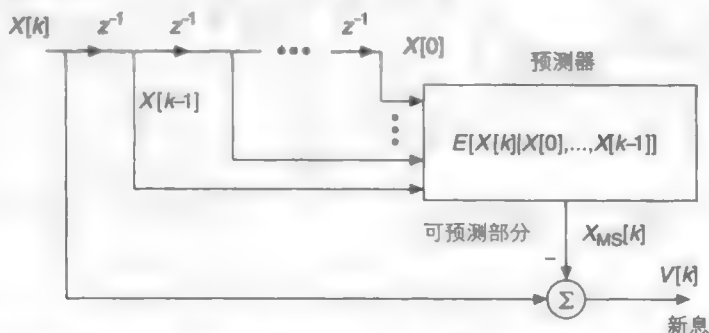 X[k] z⁻¹ z⁻¹ ••• z⁻¹ X[0]
预测器
X[k–1]
E[X[k]|X[0],...,X[k–1]]
可预测部分 X_MS[k]
–
Σ
V[k]
新息